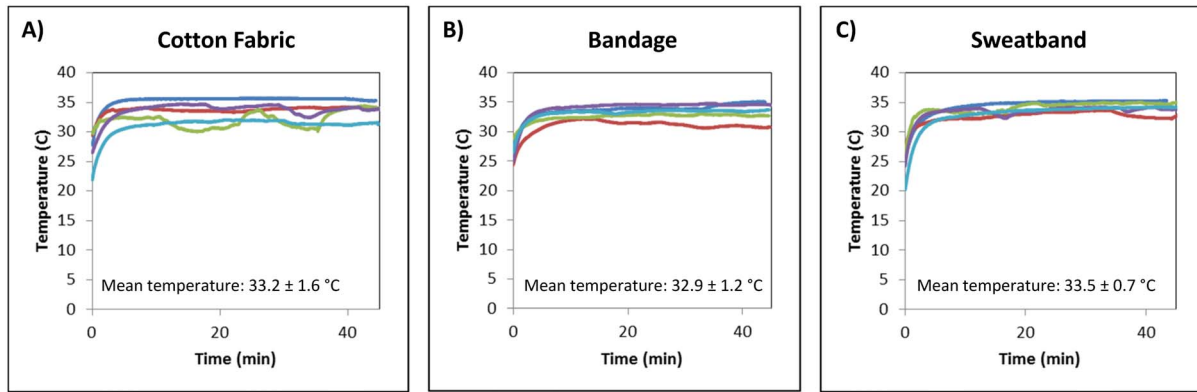 A)
Cotton Fabric
Temperature (C)
40
35
30
25
20
15
10
5
0
Mean temperature: 33.2 ± 1.6 °C
0
20
40
Time (min)
B)
Bandage
Temperature (C)
40
35
30
25
20
15
10
5
0
Mean temperature: 32.9 ± 1.2 °C
0
20
40
Time (min)
C)
Sweatband
Temperature (C)
40
35
30
25
20
15
10
5
0
Mean temperature: 33.5 ± 0.7 °C
0
20
40
Time (min)